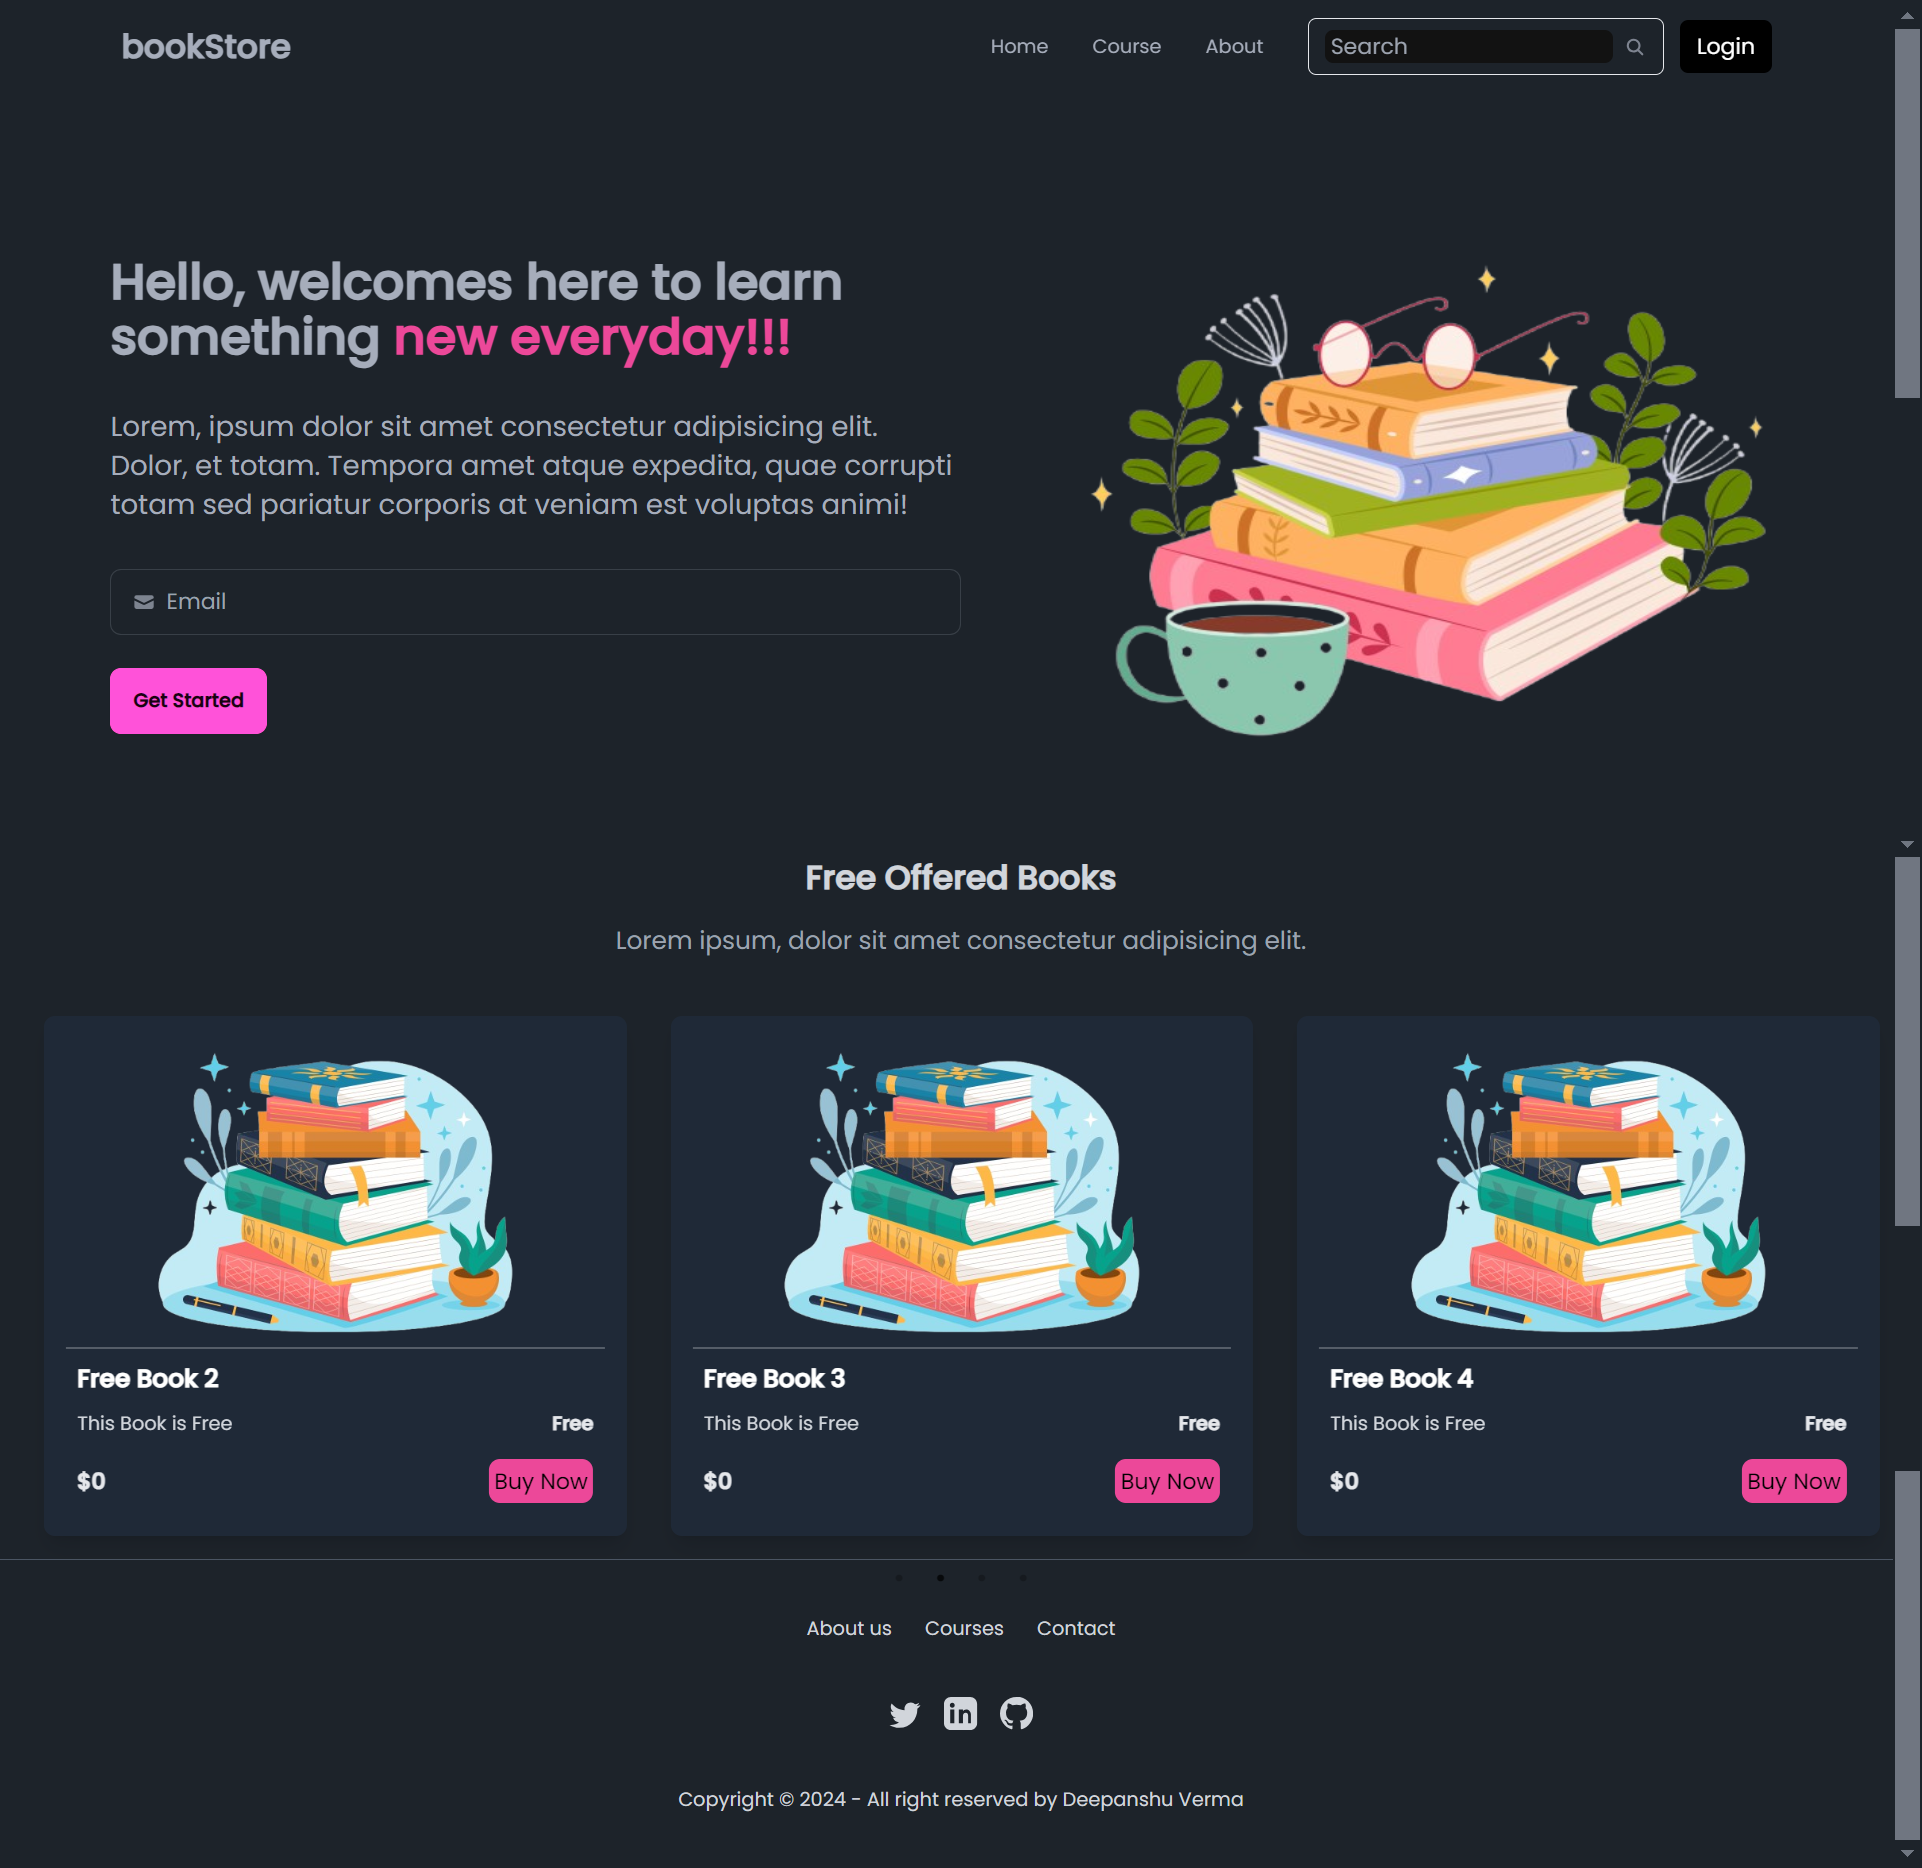 bookStore
Home Course About Search Login
Hello, welcomes here to learn
something new everyday!!!
Lorem, ipsum dolor sit amet consectetur adipisicing elit.
Dolor, et totam. Tempora amet atque expedita, quae corrupti
totam sed pariatur corporis at veniam est voluptas animi!
Email
Get Started
Free Offered Books
Lorem ipsum, dolor sit amet consectetur adipisicing elit.
Free Book 2
This Book is Free Free
$0 Buy Now
Free Book 3
This Book is Free Free
$0 Buy Now
Free Book 4
This Book is Free Free
$0 Buy Now
About us Courses Contact
in
Copyright © 2024 - All right reserved by Deepanshu Verma